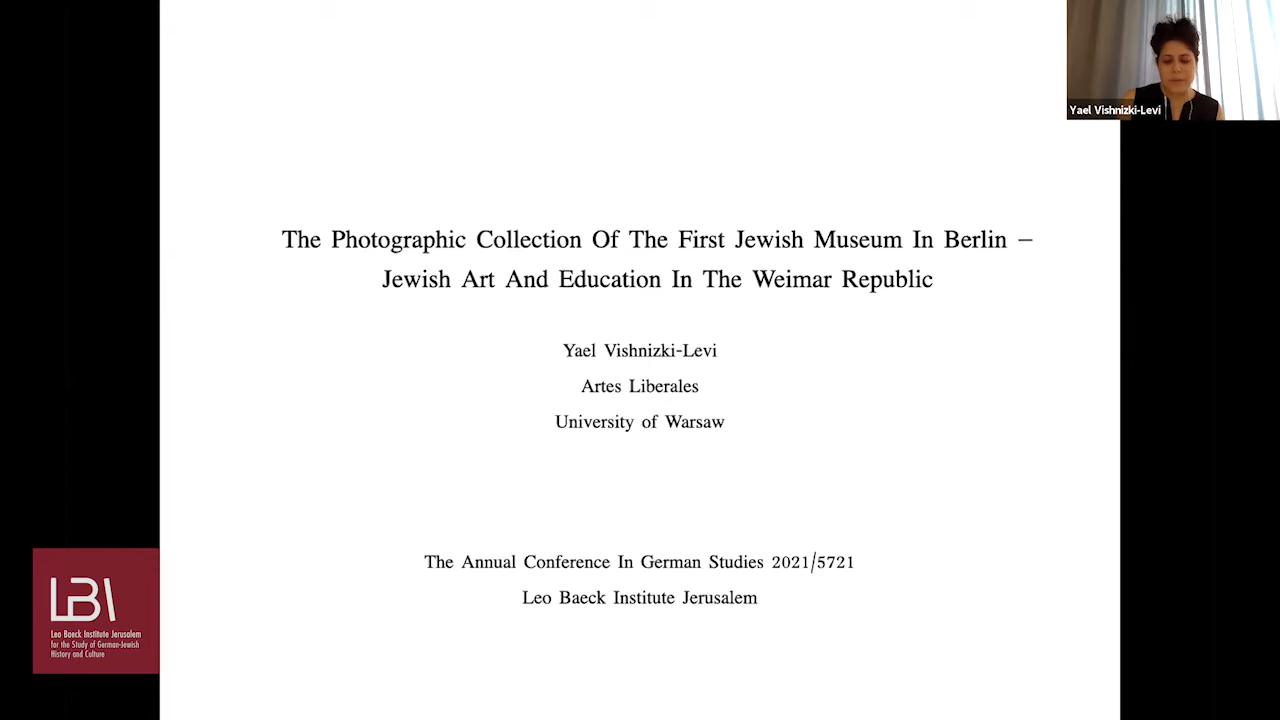 Yael Vishnizki-Levi
The Photographic Collection Of The First Jewish Museum In Berlin –
Jewish Art And Education In The Weimar Republic
Yael Vishnizki-Levi
Artes Liberales
University of Warsaw
The Annual Conference In German Studies 2021/5721
Leo Baeck Institute Jerusalem
LBI
Leo Baeck Institute Jerusalem
for the Study of German-Jewish
History and Culture